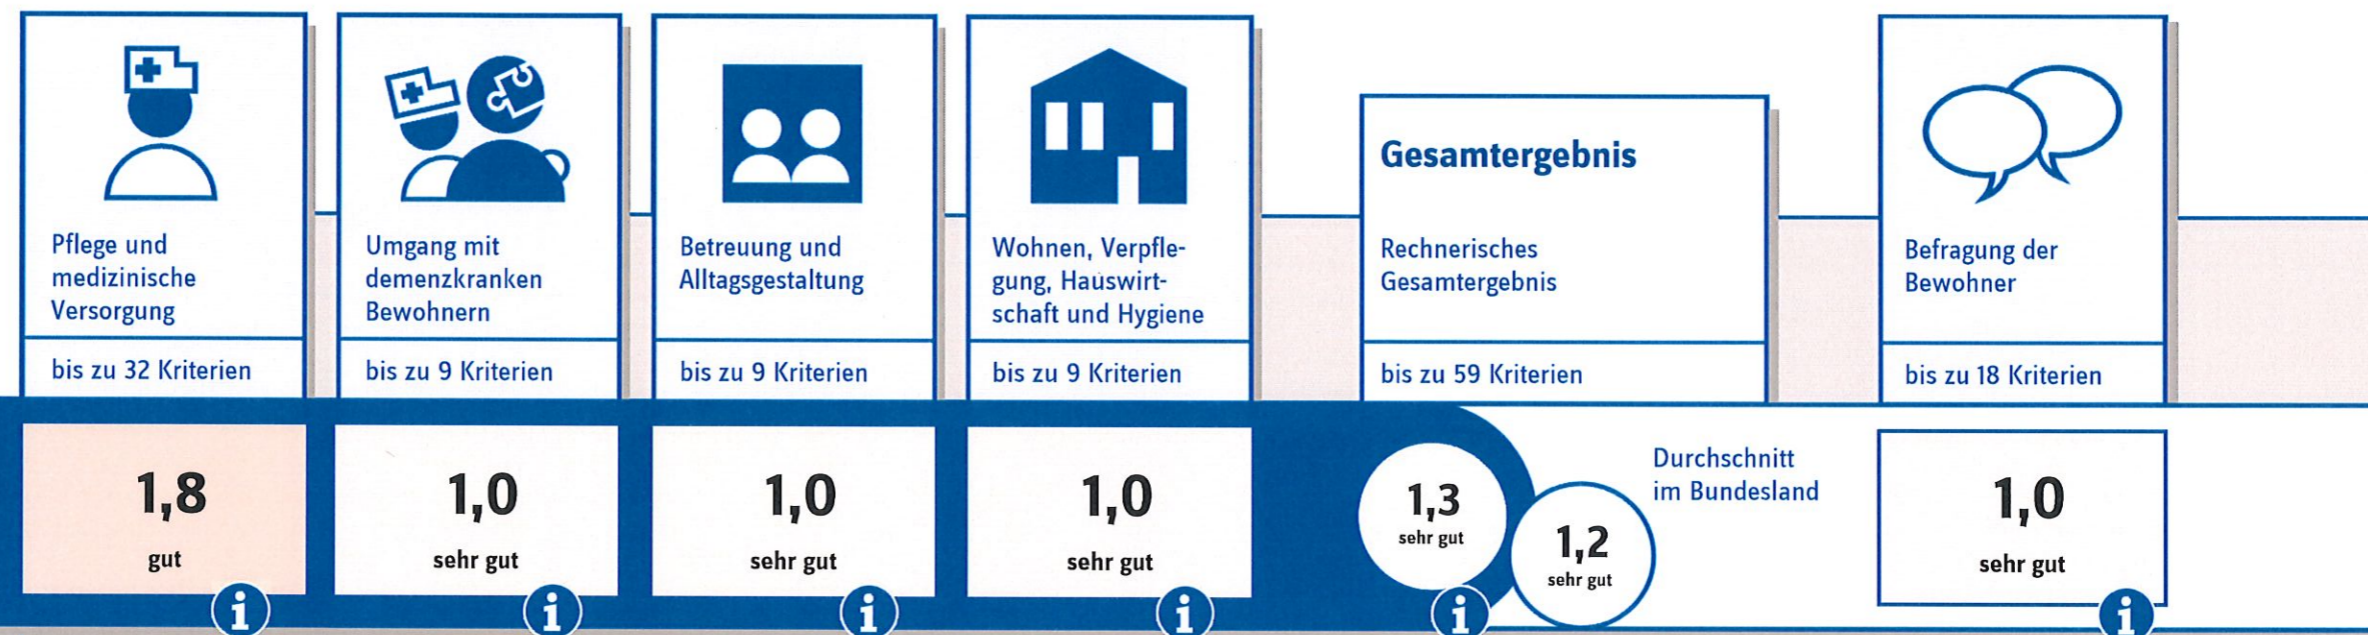 Pflege und
medizinische
Versorgung
bis zu 32 Kriterien
1,8
gut
i
Umgang mit
demenzkranken
Bewohnern
bis zu 9 Kriterien
1,0
sehr gut
i
Betreuung und
Alltagsgestaltung
bis zu 9 Kriterien
1,0
sehr gut
i
Wohnen, Verpfle-
gung, Hauswirt-
schaft und Hygiene
bis zu 9 Kriterien
1,0
sehr gut
i
Gesamtergebnis
Rechnerisches
Gesamtergebnis
bis zu 59 Kriterien
1,3
sehr gut
i
1,2
sehr gut
Durchschnitt
im Bundesland
Befragung der
Bewohner
bis zu 18 Kriterien
1,0
sehr gut
i